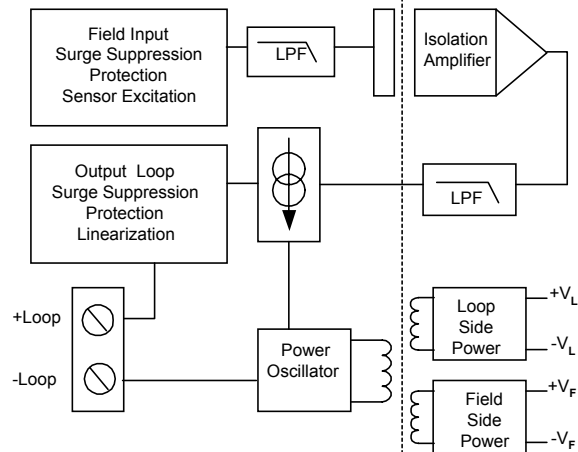 Field Input
Surge Suppression
Protection
Sensor Excitation
LPF
Isolation
Amplifier
Output Loop
Surge Suppression
Protection
Linearization
LPF
+Loop
-Loop
Power
Oscillator
Loop
Side
Power
+VL
-VL
Field
Side
Power
+VF
-VF